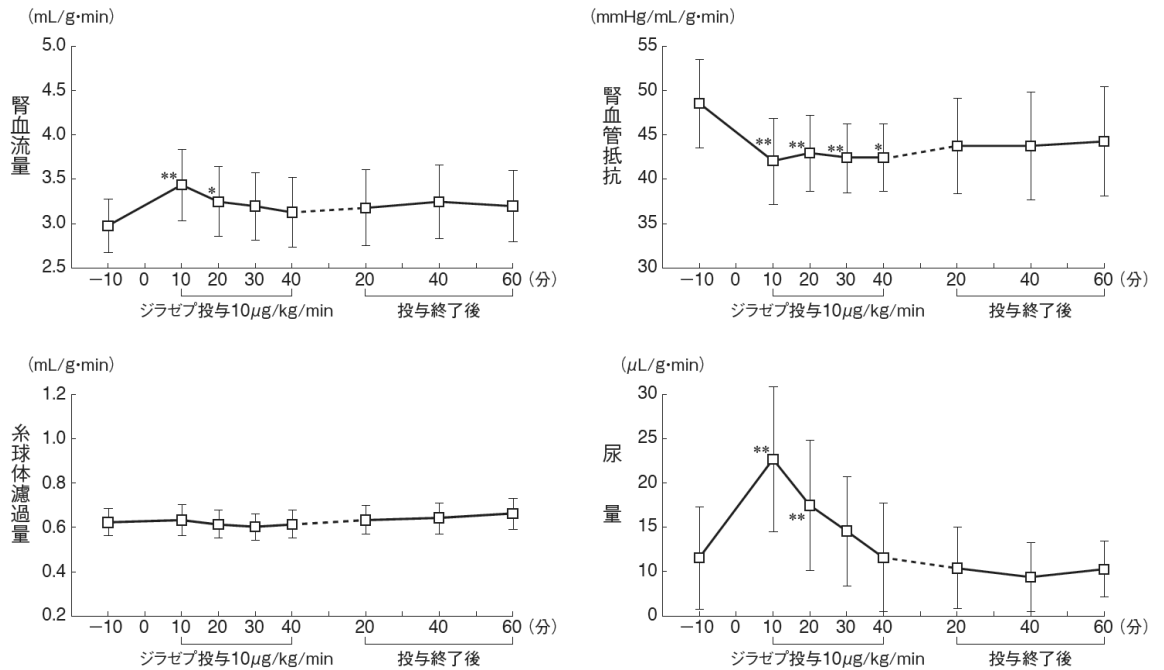 (mL/g·min)
腎血流量
5.0
4.5
4.0
3.5
3.0
2.5
**
*
−10 0 10 20 30 40 20 40 60 (分)
ジラゼプ投与10μg/kg/min 投与終了後
(mmHg/mL/g·min)
腎血管抵抗
55
50
45
40
35
30
**
**
**
*
−10 0 10 20 30 40 20 40 60 (分)
ジラゼプ投与10μg/kg/min 投与終了後
(mL/g·min)
糸球体濾過量
1.2
1.0
0.8
0.6
0.4
0.2
−10 0 10 20 30 40 20 40 60 (分)
ジラゼプ投与10μg/kg/min 投与終了後
(μL/g·min)
尿量
30
25
20
15
10
5
0
**
**
−10 0 10 20 30 40 20 40 60 (分)
ジラゼプ投与10μg/kg/min 投与終了後